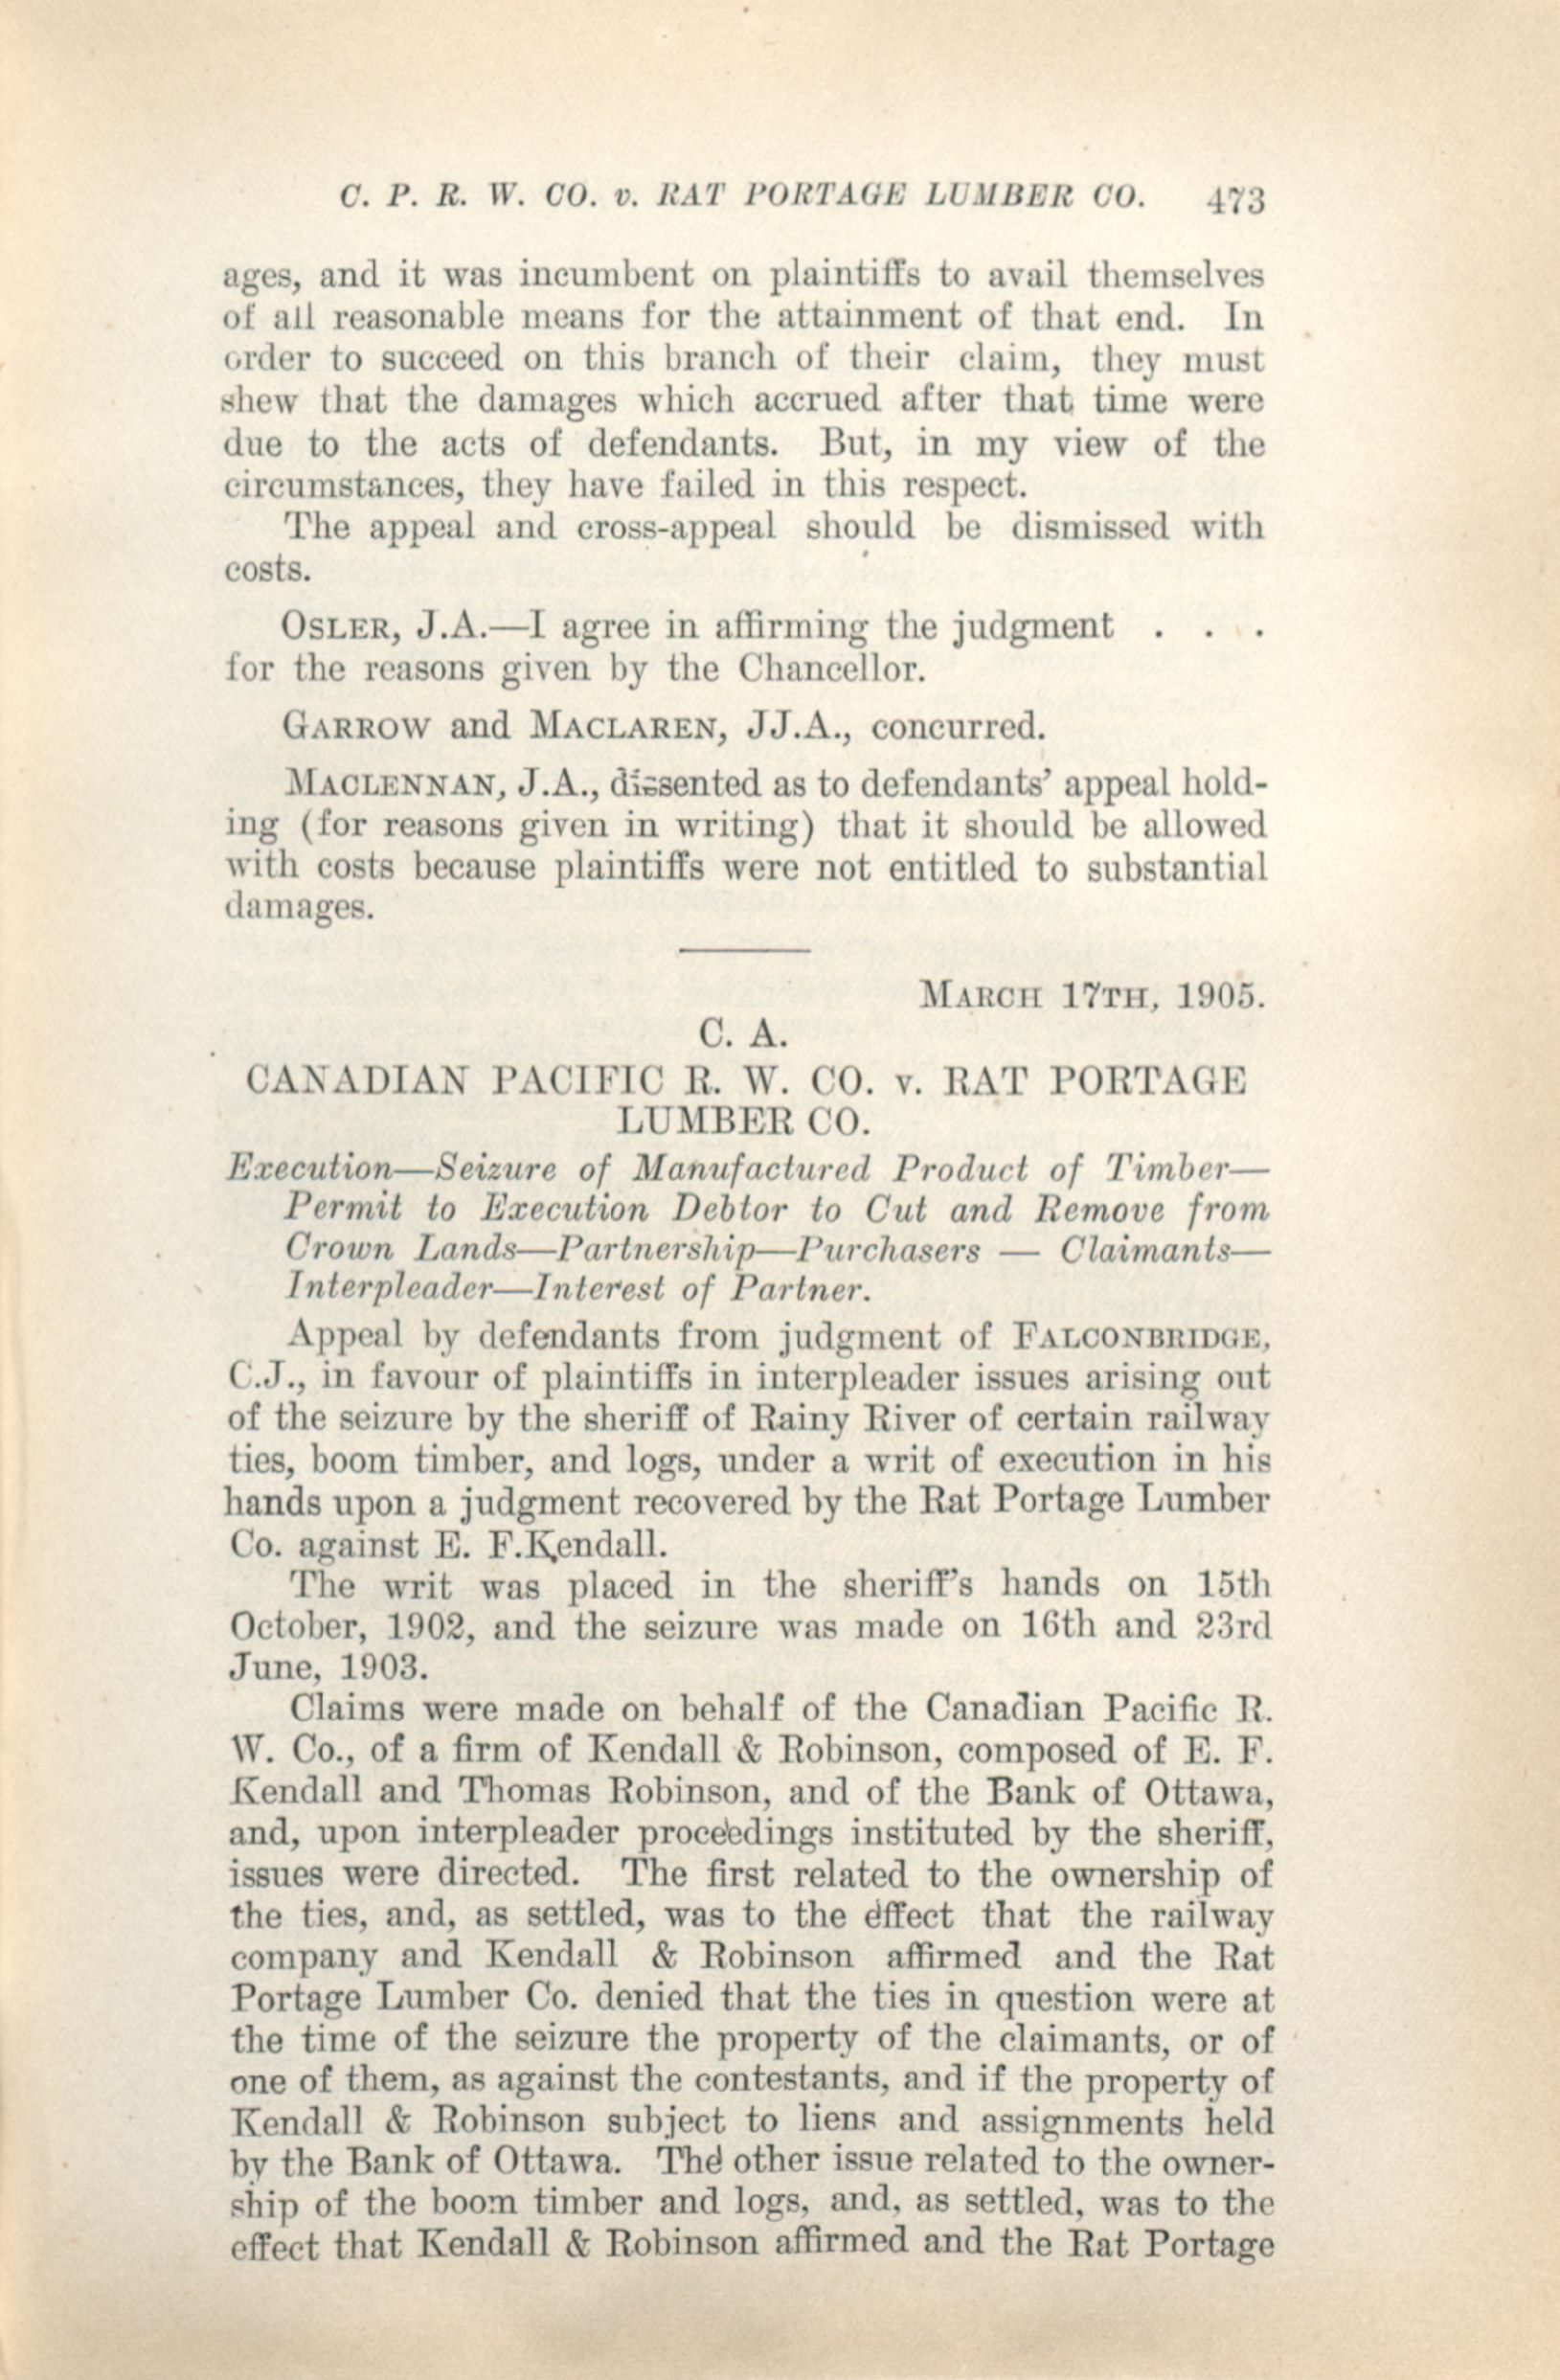 C. P. R. W. CO. v. RAT PORTAGE LUMBER CO. 473
ages, and it was incumbent on plaintiffs to avail themselves
of all reasonable means for the attainment of that end. In
order to succeed on this branch of their claim, they must
shew that the damages which accrued after that time were
due to the acts of defendants. But, in my view of the
circumstances, they have failed in this respect.
The appeal and cross-appeal should be dismissed with
costs.
OSLER, J.A.—I agree in affirming the judgment . . .
for the reasons given by the Chancellor.
GARROW and MACLAREN, JJ.A., concurred.
MACLENNAN, J.A., dissented as to defendants' appeal hold-
ing (for reasons given in writing) that it should be allowed
with costs because plaintiffs were not entitled to substantial
damages.
MARCH 17TH, 1905.
C. A.
CANADIAN PACIFIC R. W. CO. v. RAT PORTAGE
LUMBER CO.
Execution—Seizure of Manufactured Product of Timber—
Permit to Execution Debtor to Cut and Remove from
Crown Lands—Partnership—Purchasers — Claimants—
Interpleader—Interest of Partner.
Appeal by defendants from judgment of FALCONBRIDGE,
C.J., in favour of plaintiffs in interpleader issues arising out
of the seizure by the sheriff of Rainy River of certain railway
ties, boom timber, and logs, under a writ of execution in his
hands upon a judgment recovered by the Rat Portage Lumber
Co. against E. F. Kendall.
The writ was placed in the sheriff's hands on 15th
October, 1902, and the seizure was made on 16th and 23rd
June, 1903.
Claims were made on behalf of the Canadian Pacific R.
W. Co., of a firm of Kendall & Robinson, composed of E. F.
Kendall and Thomas Robinson, and of the Bank of Ottawa,
and, upon interpleader proceedings instituted by the sheriff,
issues were directed. The first related to the ownership of
the ties, and, as settled, was to the effect that the railway
company and Kendall & Robinson affirmed and the Rat
Portage Lumber Co. denied that the ties in question were at
the time of the seizure the property of the claimants, or of
one of them, as against the contestants, and if the property of
Kendall & Robinson subject to liens and assignments held
by the Bank of Ottawa. The other issue related to the owner-
ship of the boom timber and logs, and, as settled, was to the
effect that Kendall & Robinson affirmed and the Rat Portage